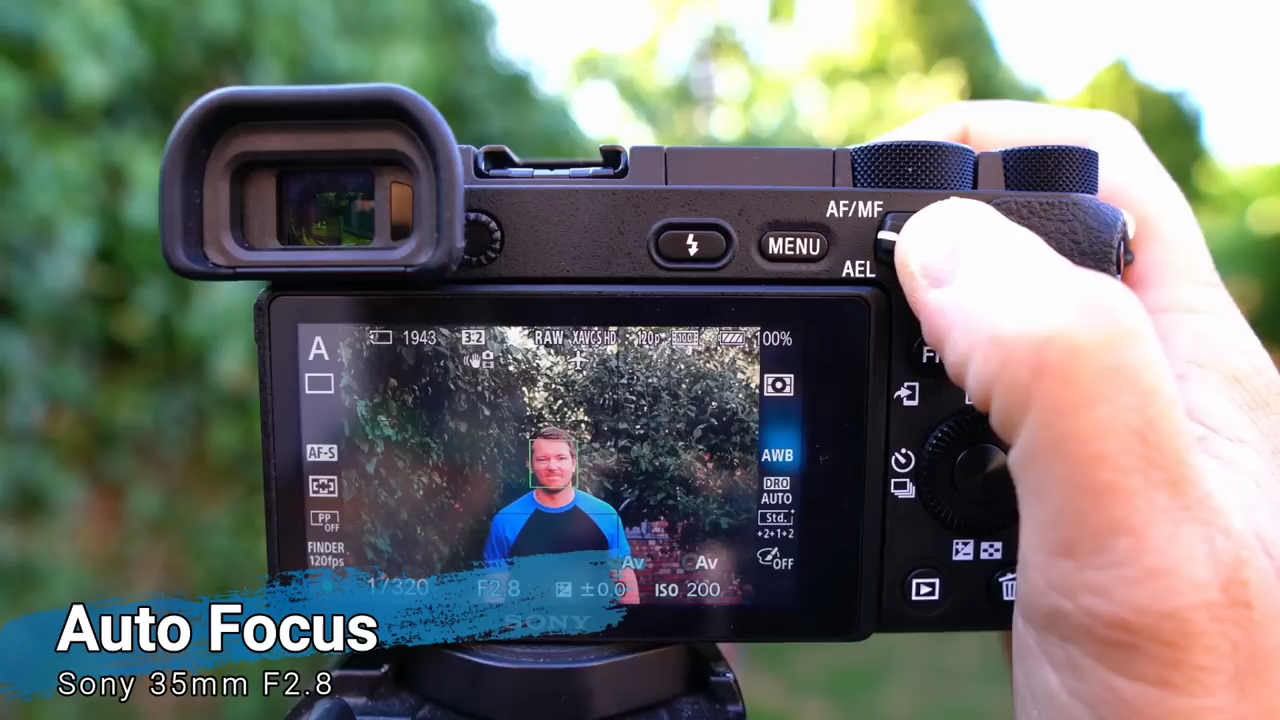 AF/MF
MENU
AEL
A 1943 3:2 RAW XAVC S HD 120p 100 100%
AF-S
AWB
PP
OFF
DRO
AUTO
Std.
+2+1+2
FINDER
120fps
OFF
Av Av
1/320 F2.8 ±0.0 ISO 200
SONY
Auto Focus
Sony 35mm F2.8